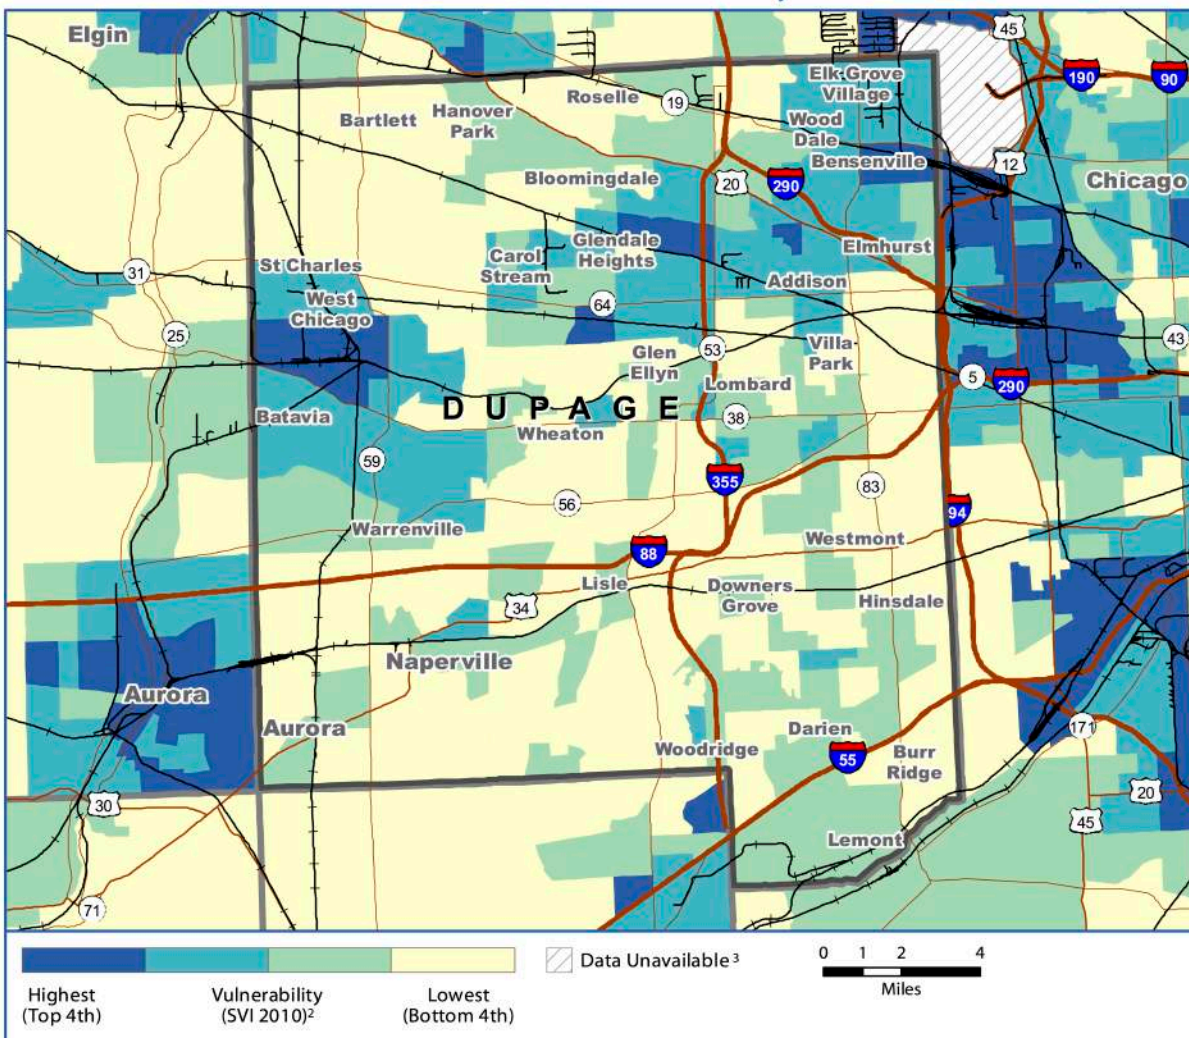 Elgin
45
Elk Grove
Village
190
90
Roselle
19
Hanover
Park
Bartlett
Wood
Dale
Bensenville
12
Chicago
Bloomingdale
20
290
Glendale
Heights
Elmhurst
Carol
Stream
31
St Charles
Addison
West
Chicago
64
25
43
Villa-
Park
53
Glen
Ellyn
Lombard
5
290
DUPAGE
Batavia
38
Wheaton
59
355
83
56
94
Warrenville
Westmont
88
Lisle
Downers
Grove
34
Hinsdale
Naperville
Aurora
Aurora
Darien
171
Woodridge
55
Burr
Ridge
30
20
45
Lemont
71
Highest
(Top 4th)
Vulnerability
(SVI 2010)2
Lowest
(Bottom 4th)
Data Unavailable3
0 1 2 4
Miles